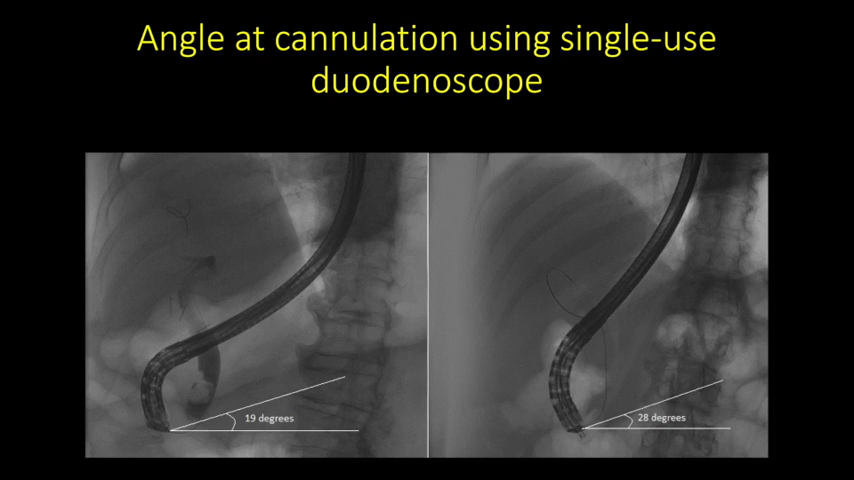 Angle at cannulation using single-use
duodenoscope
19 degrees
28 degrees